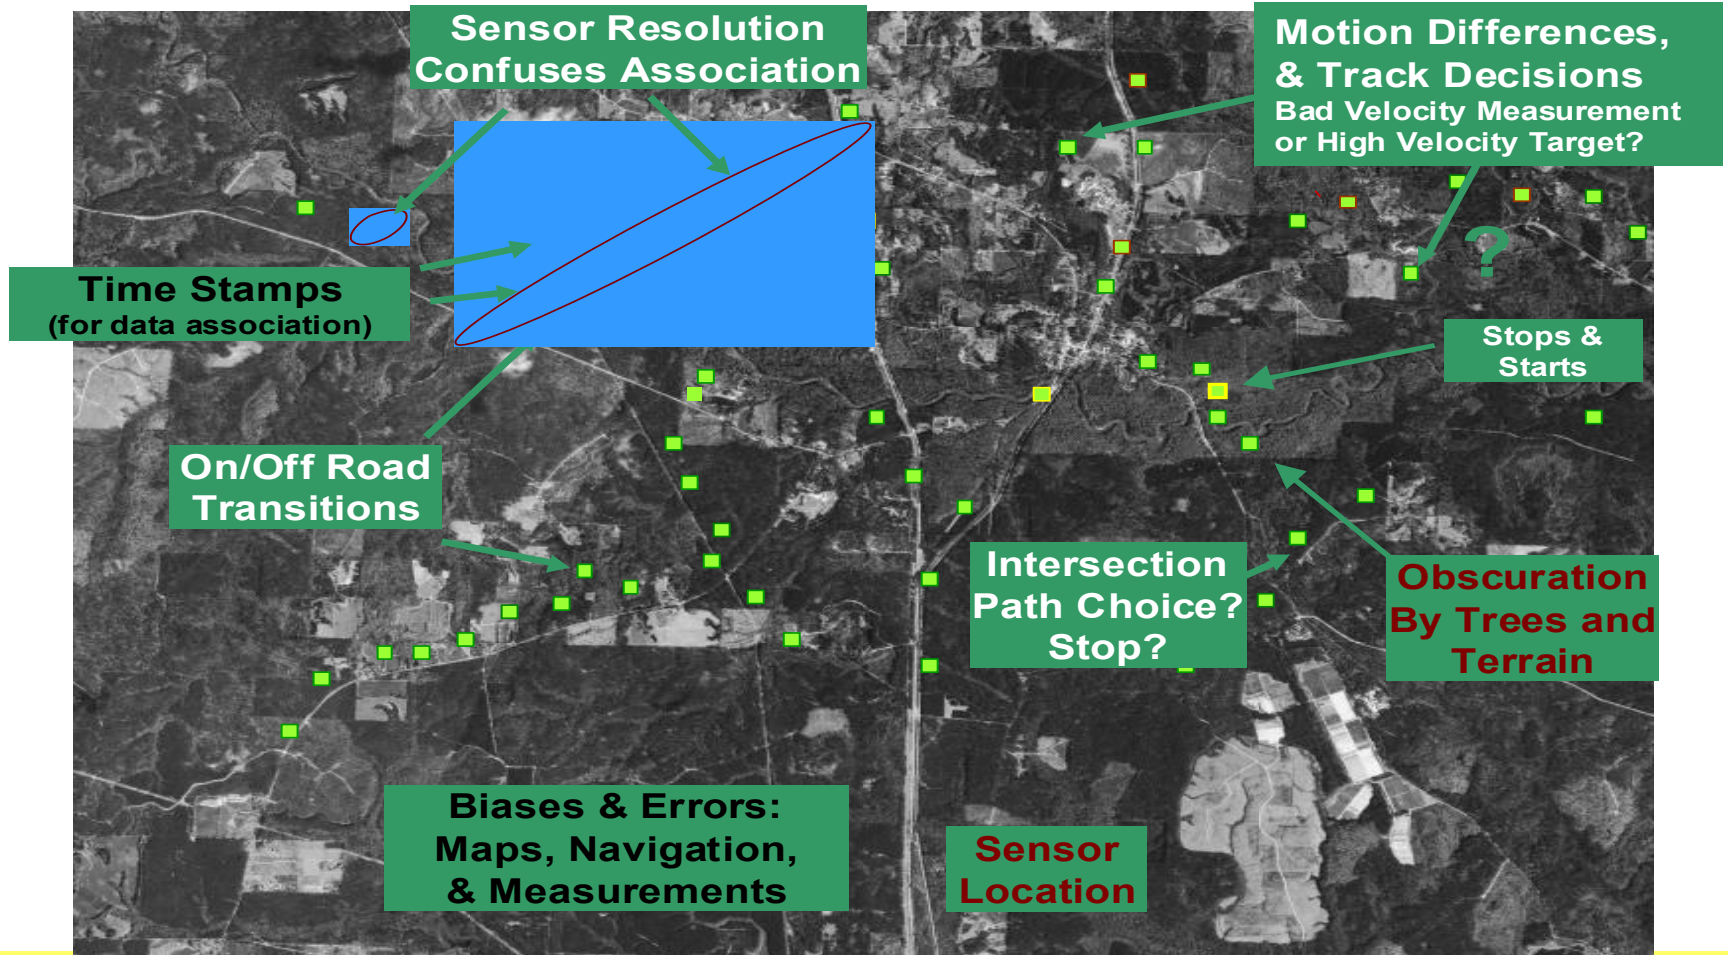 Sensor Resolution
Confuses Association
Motion Differences,
& Track Decisions
Bad Velocity Measurement
or High Velocity Target?
?
Time Stamps
(for data association)
Stops &
Starts
On/Off Road
Transitions
Intersection
Path Choice?
Stop?
Obscuration
By Trees and
Terrain
Biases & Errors:
Maps, Navigation,
& Measurements
Sensor
Location